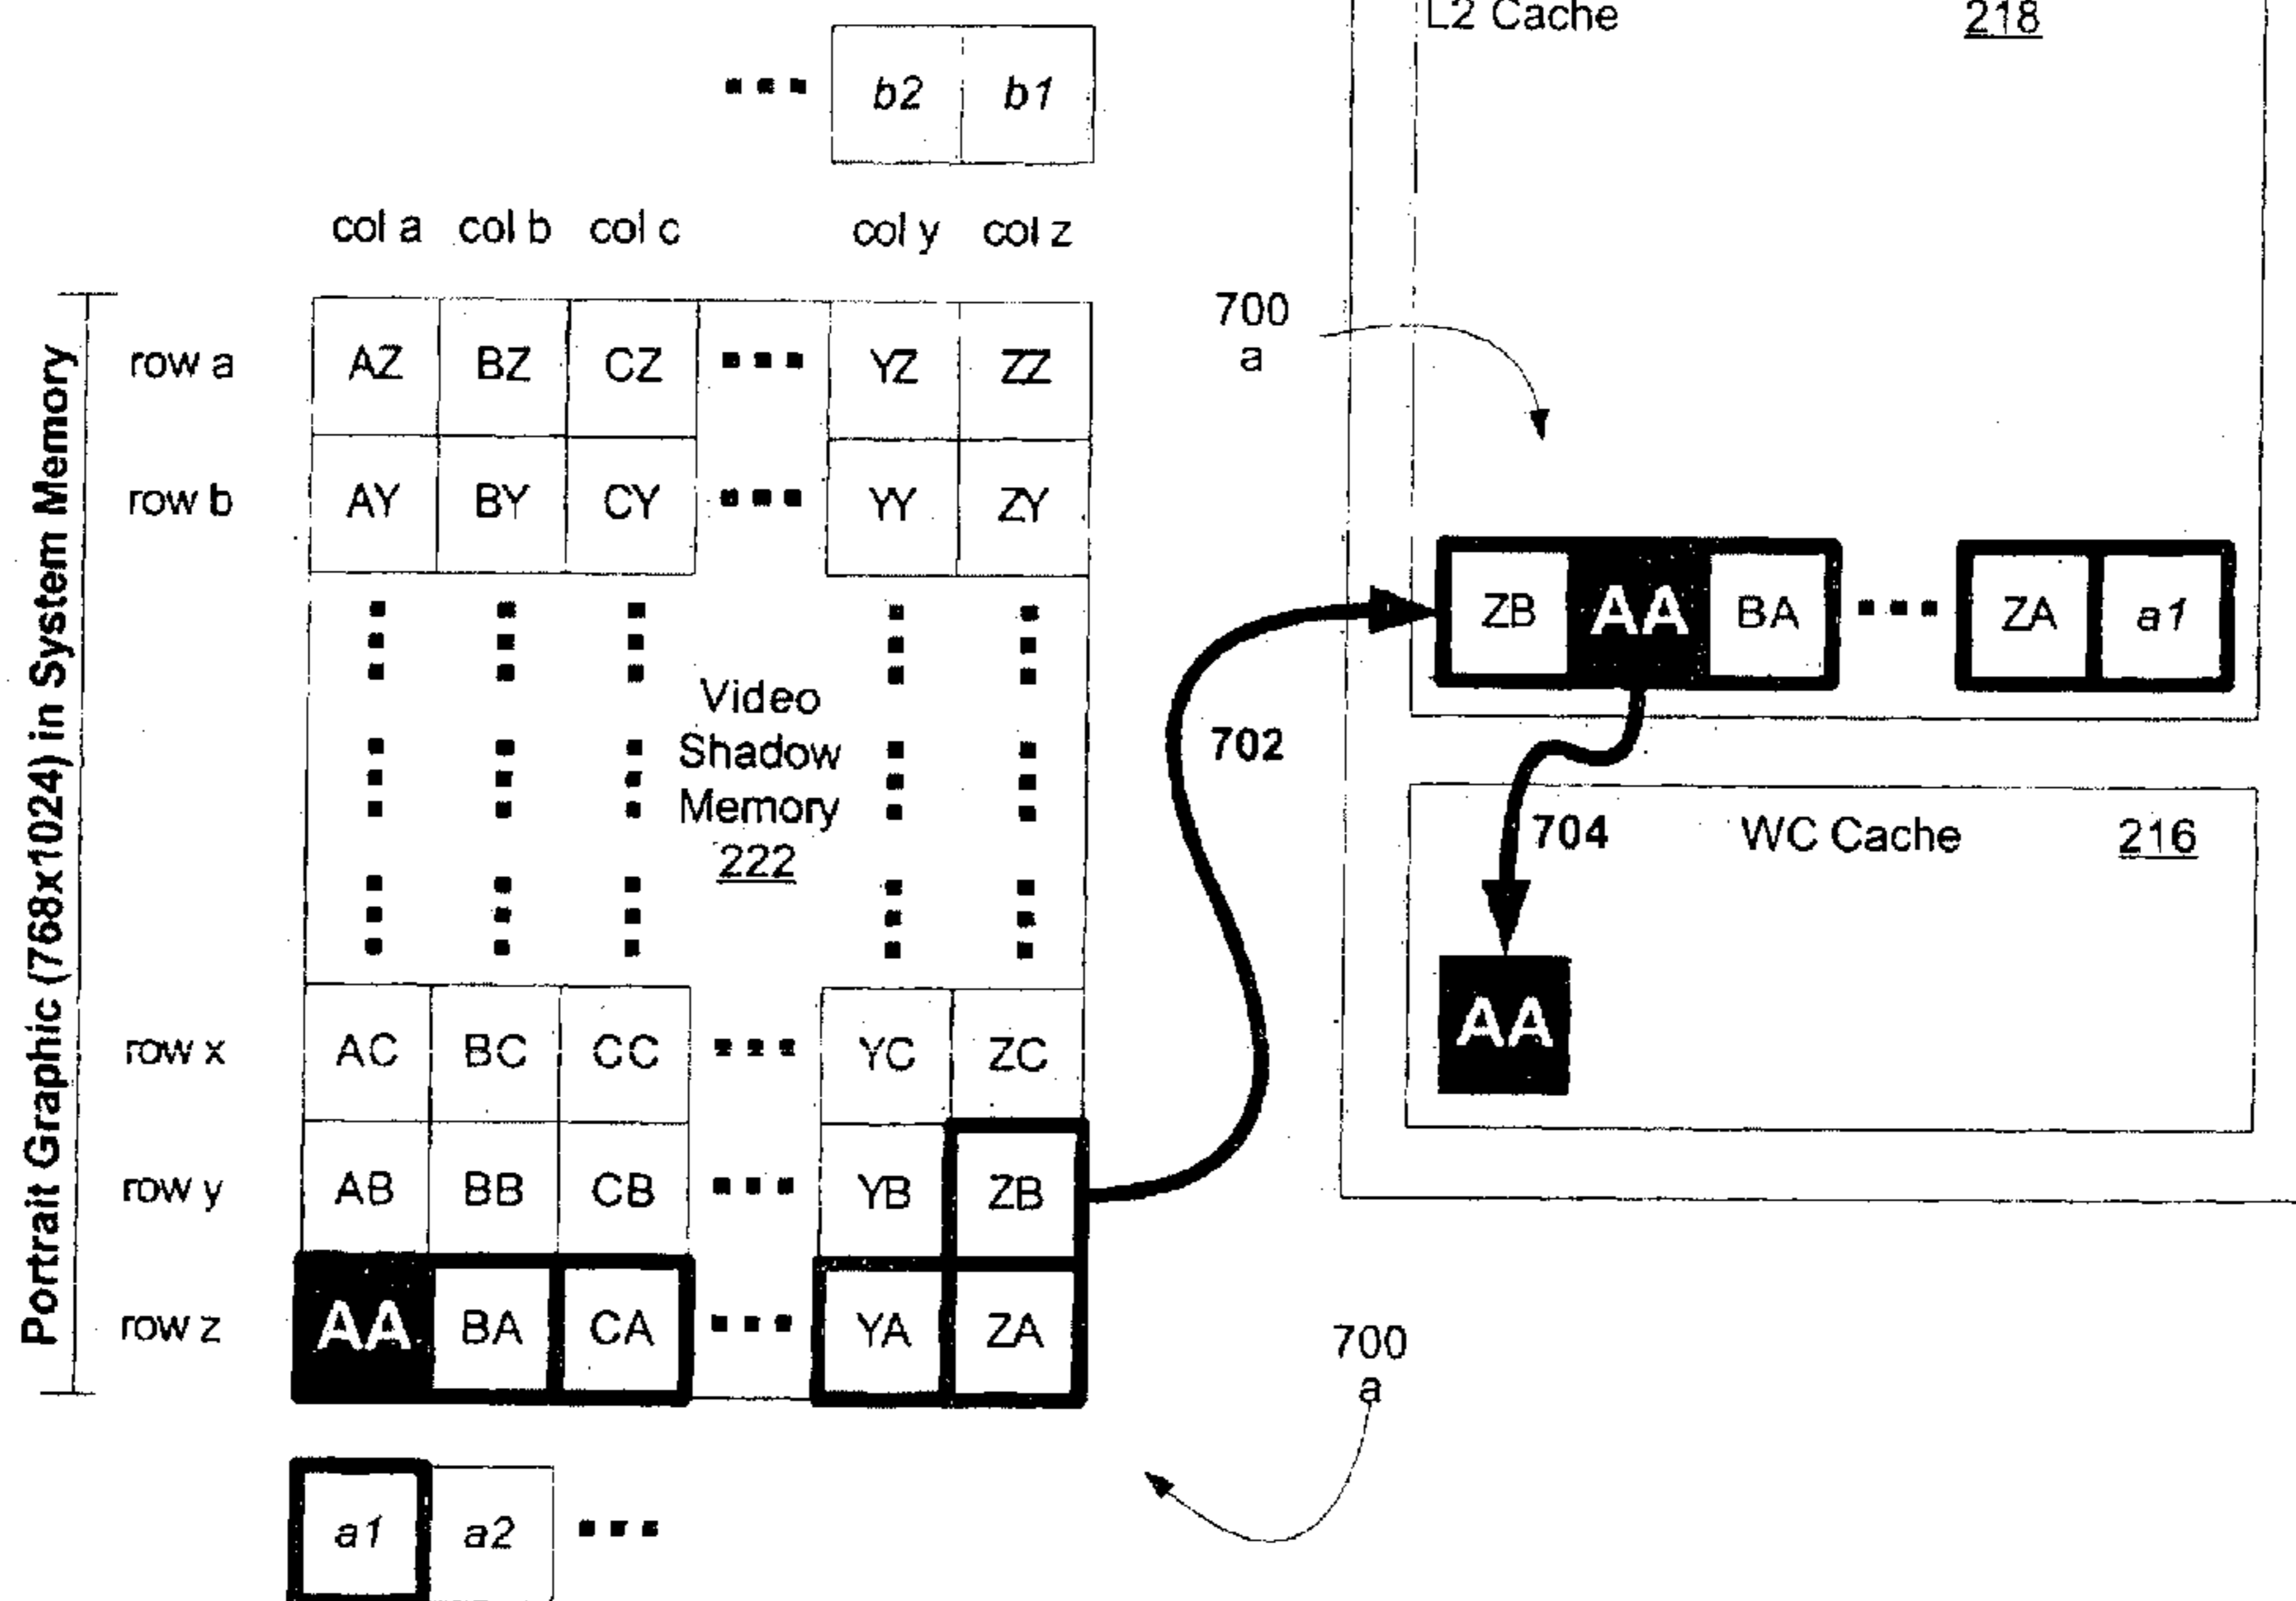 L2 Cache 218
b2 b1
col a col b col c col y col z
Portrait Graphic (768x1024) in System Memory
row a AZ BZ CZ YZ ZZ
row b AY BY CY YY ZY
Video
Shadow
Memory
222
row x AC BC CC YC ZC
row y AB BB CB YB ZB
row z AA BA CA YA ZA
a1 a2
700
a
702
700
a
ZB AA BA ZA a1
704
WC Cache 216
AA